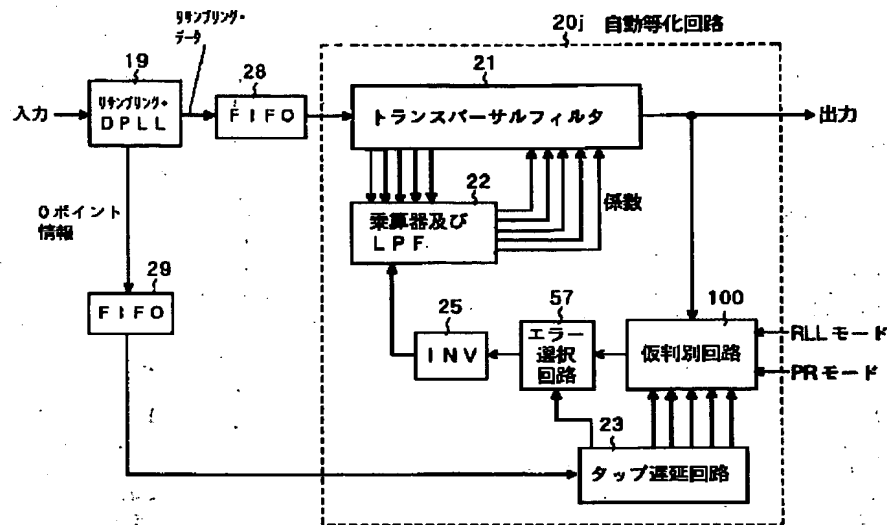 リサンプリング・
データ
20j 自動等化回路
19
リサンプリング・
DPLL
28
FIFO
21
トランスバーサルフィルタ
入力
出力
0ポイント
情報
22
乗算器及び
LPF
係数
29
FIFO
25
INV
57
エラー
選択
回路
100
仮判別回路
RLLモード
PRモード
23
タップ遅延回路